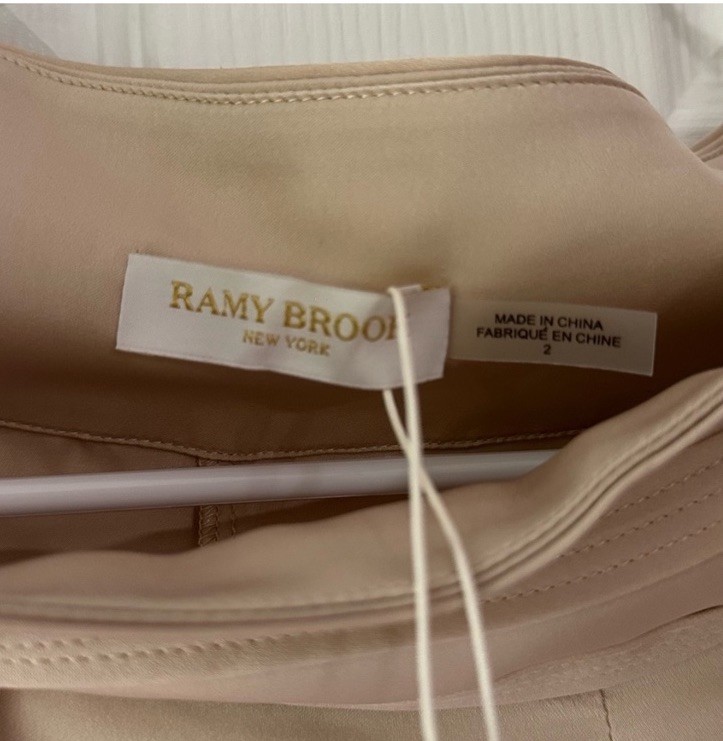 RAMY BROOK
NEW YORK
MADE IN CHINA
FABRIQUÉ EN CHINE
2